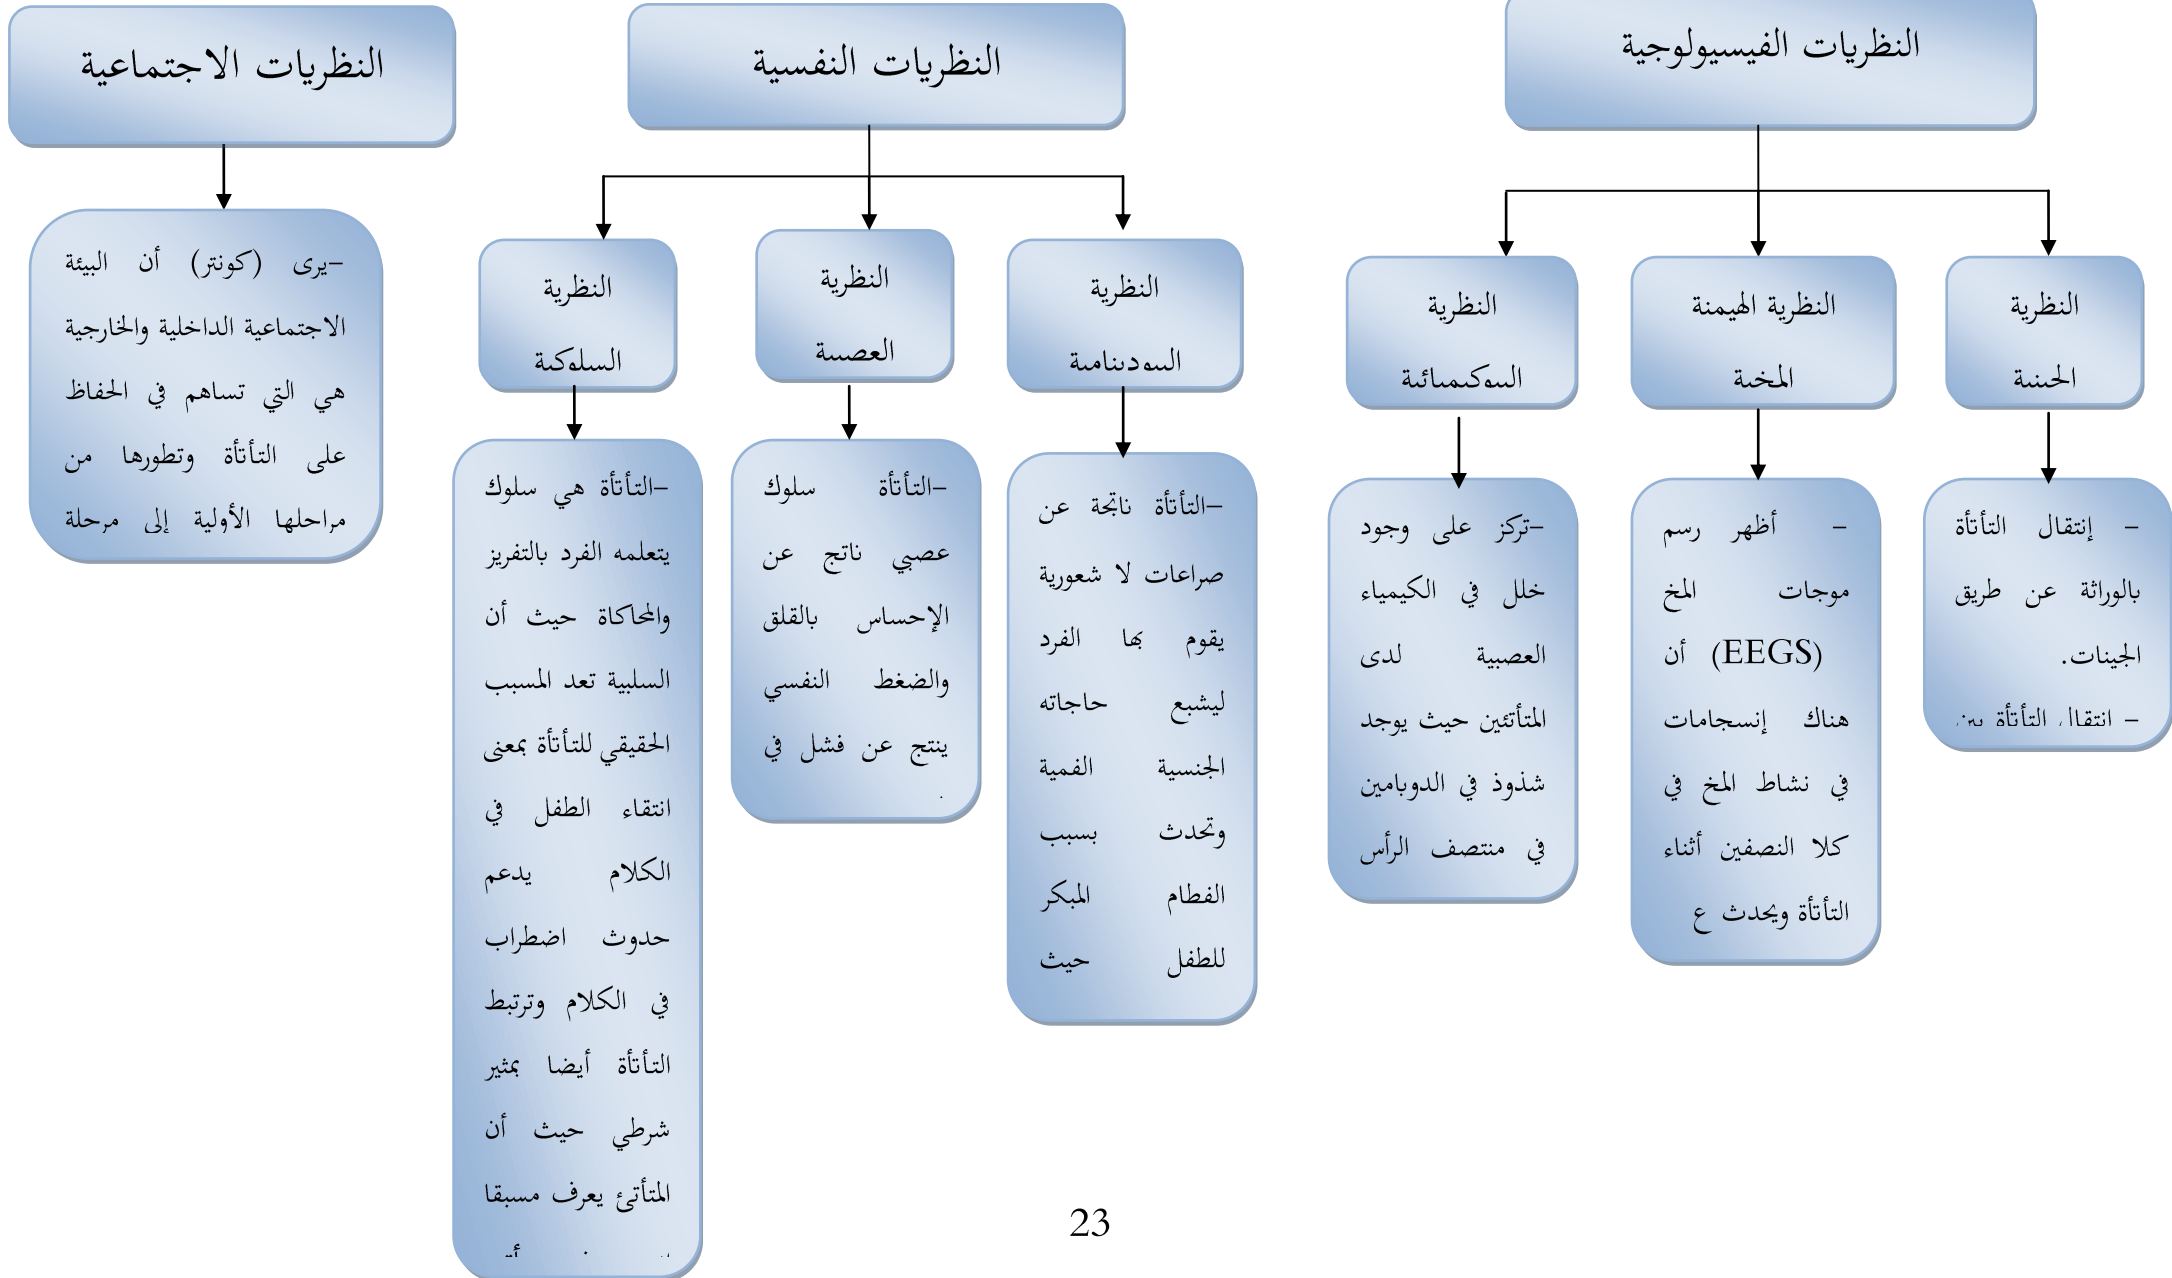 النظريات الفيسيولوجية
النظريات النفسية
النظريات الاجتماعية
النظرية
الجينية
النظرية الهيمنة
المخية
النظرية
البيوكيميائية
النظرية
السيودينامية
النظرية
العصبية
النظرية
السلوكية
- إنتقال التأتأة
بالوراثة عن طريق
الجينات.
- انتقال التأتأة بين
- أظهر رسم
موجات المخ
(EEGS) أن
هناك إنسجامات
في نشاط المخ في
كلا النصفين أثناء
التأتأة ويحدث ع
-تركز على وجود
خلل في الكيمياء
العصبية لدى
المتأتئين حيث يوجد
شذوذ في الدوبامين
في منتصف الرأس
-التأتأة ناتجة عن
صراعات لا شعورية
يقوم بها الفرد
ليشبع حاجاته
الجنسية الفمية
وتحدث بسبب
الفطام المبكر
للطفل حيث
-التأتأة سلوك
عصبي ناتج عن
الإحساس بالقلق
والضغط النفسي
ينتج عن فشل في
-التأتأة هي سلوك
يتعلمه الفرد بالتفريز
والمحاكاة حيث أن
السلبية تعد المسبب
الحقيقي للتأتأة بمعنى
انتقاء الطفل في
الكلام يدعم
حدوث اضطراب
في الكلام وترتبط
التأتأة أيضا بمثير
شرطي حيث أن
المتأتئ يعرف مسبقا
-يرى (كونتر) أن البيئة
الاجتماعية الداخلية والخارجية
هي التي تساهم في الحفاظ
على التأتأة وتطورها من
مراحلها الأولية إلى مرحلة
23